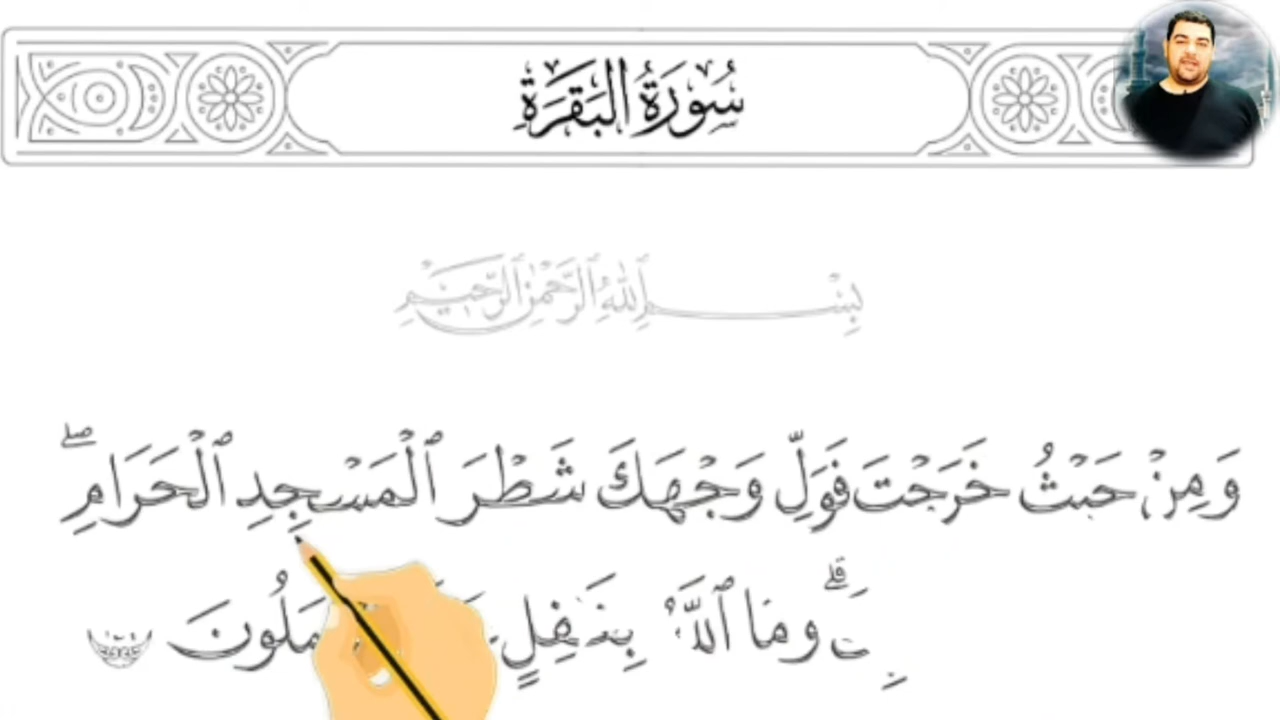 سُورَةُ البَقَرَةِ
بِسْمِ ٱللَّهِ ٱلرَّحْمَٰنِ ٱلرَّحِيمِ
وَمِنْ حَيْثُ خَرَجْتَ فَوَلِّ وَجْهَكَ شَطْرَ ٱلْمَسْجِدِ ٱلْحَرَامِ ۖ
وَمَا ٱللَّهُ بِغَٰفِلٍ